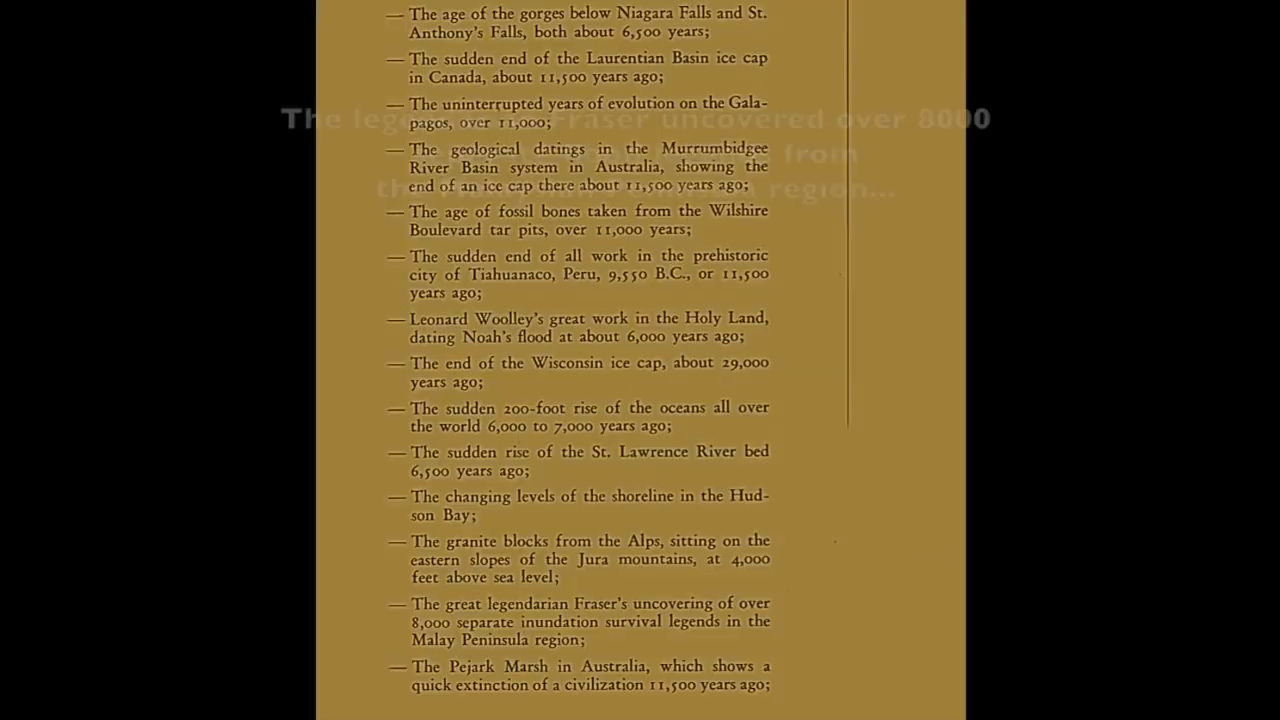 — The age of the gorges below Niagara Falls and St.
Anthony's Falls, both about 6,500 years;
— The sudden end of the Laurentian Basin ice cap
in Canada, about 11,500 years ago;
— The uninterrupted years of evolution on the Gala-
pagos, over 11,000;
The legendarian Fraser uncovered over 8000
— The geological datings in the Murrumbidgee
River Basin system in Australia, showing the
end of an ice cap there about 11,500 years ago;
from
the region...
— The age of fossil bones taken from the Wilshire
Boulevard tar pits, over 11,000 years;
— The sudden end of all work in the prehistoric
city of Tiahuanaco, Peru, 9,550 B.C., or 11,500
years ago;
— Leonard Woolley's great work in the Holy Land,
dating Noah's flood at about 6,000 years ago;
— The end of the Wisconsin ice cap, about 29,000
years ago;
— The sudden 200-foot rise of the oceans all over
the world 6,000 to 7,000 years ago;
— The sudden rise of the St. Lawrence River bed
6,500 years ago;
— The changing levels of the shoreline in the Hud-
son Bay;
— The granite blocks from the Alps, sitting on the
eastern slopes of the Jura mountains, at 4,000
feet above sea level;
— The great legendarian Fraser's uncovering of over
8,000 separate inundation survival legends in the
Malay Peninsula region;
— The Pejark Marsh in Australia, which shows a
quick extinction of a civilization 11,500 years ago;